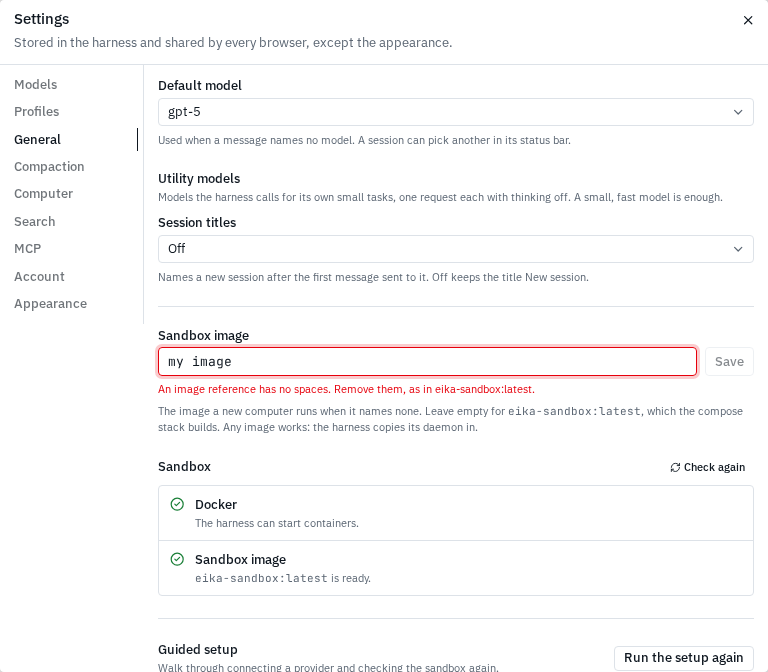 Settings
Stored in the harness and shared by every browser, except the appearance.
Models
Profiles
General
Compaction
Computer
Search
MCP
Account
Appearance
Default model
gpt-5
Used when a message names no model. A session can pick another in its status bar.
Utility models
Models the harness calls for its own small tasks, one request each with thinking off. A small, fast model is enough.
Session titles
Off
Names a new session after the first message sent to it. Off keeps the title New session.
Sandbox image
my image
Save
An image reference has no spaces. Remove them, as in eika-sandbox:latest.
The image a new computer runs when it names none. Leave empty for eika-sandbox:latest, which the compose
stack builds. Any image works: the harness copies its daemon in.
Sandbox
Check again
Docker
The harness can start containers.
Sandbox image
eika-sandbox:latest is ready.
Guided setup
Run the setup again
Walk through connecting a provider and checking the sandbox again.